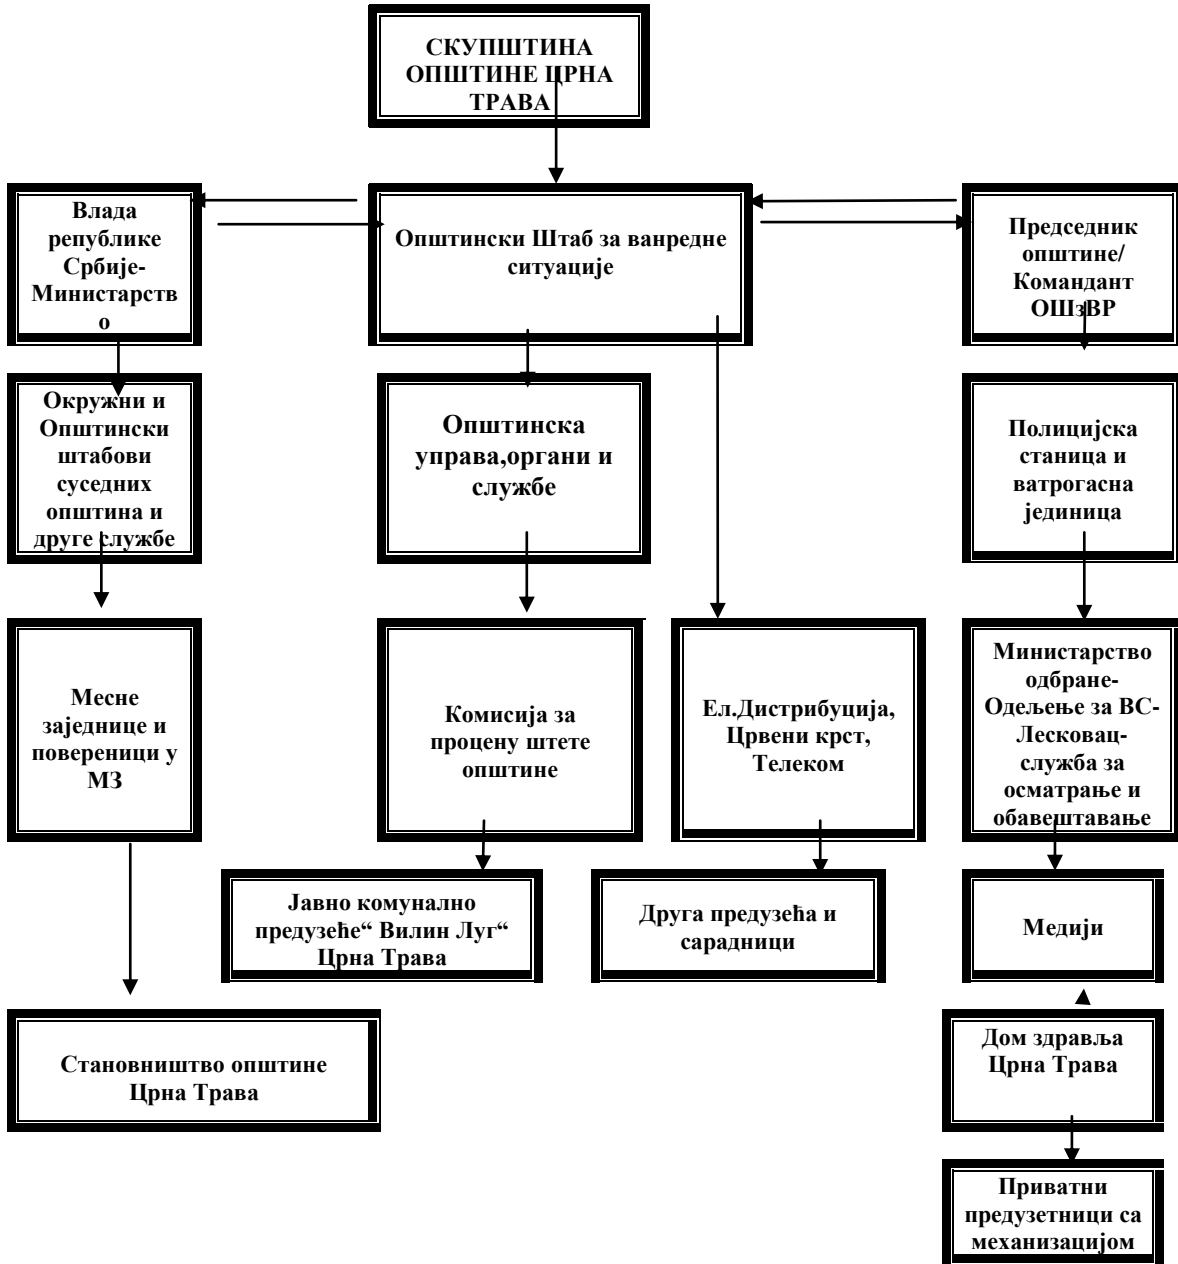 СКУПШТИНА
ОПШТИНЕ ЦРНА
ТРАВА
Влада
републике
Србије-
Министарств
о
Општински Штаб за ванредне
ситуације
Председник
општине/
Командант
ОШзВР
Окружни и
Општински
штабови
суседних
општина и
друге службе
Општинска
управа,органи и
службе
Полицијска
станица и
ватрогасна
јединица
Месне
заједнице и
повереници у
МЗ
Комисија за
процену штете
општине
Ел.Дистрибуција,
Црвени крст,
Телеком
Министарство
одбране-
Одељење за ВС-
Лесковац-
служба за
осматрање и
обавештавање
Јавно комунално
предузеће“ Вилин Луг“
Црна Трава
Друга предузећа и
сарадници
Медији
Становништво општине
Црна Трава
Дом здравља
Црна Трава
Приватни
предузетници са
механизацијом